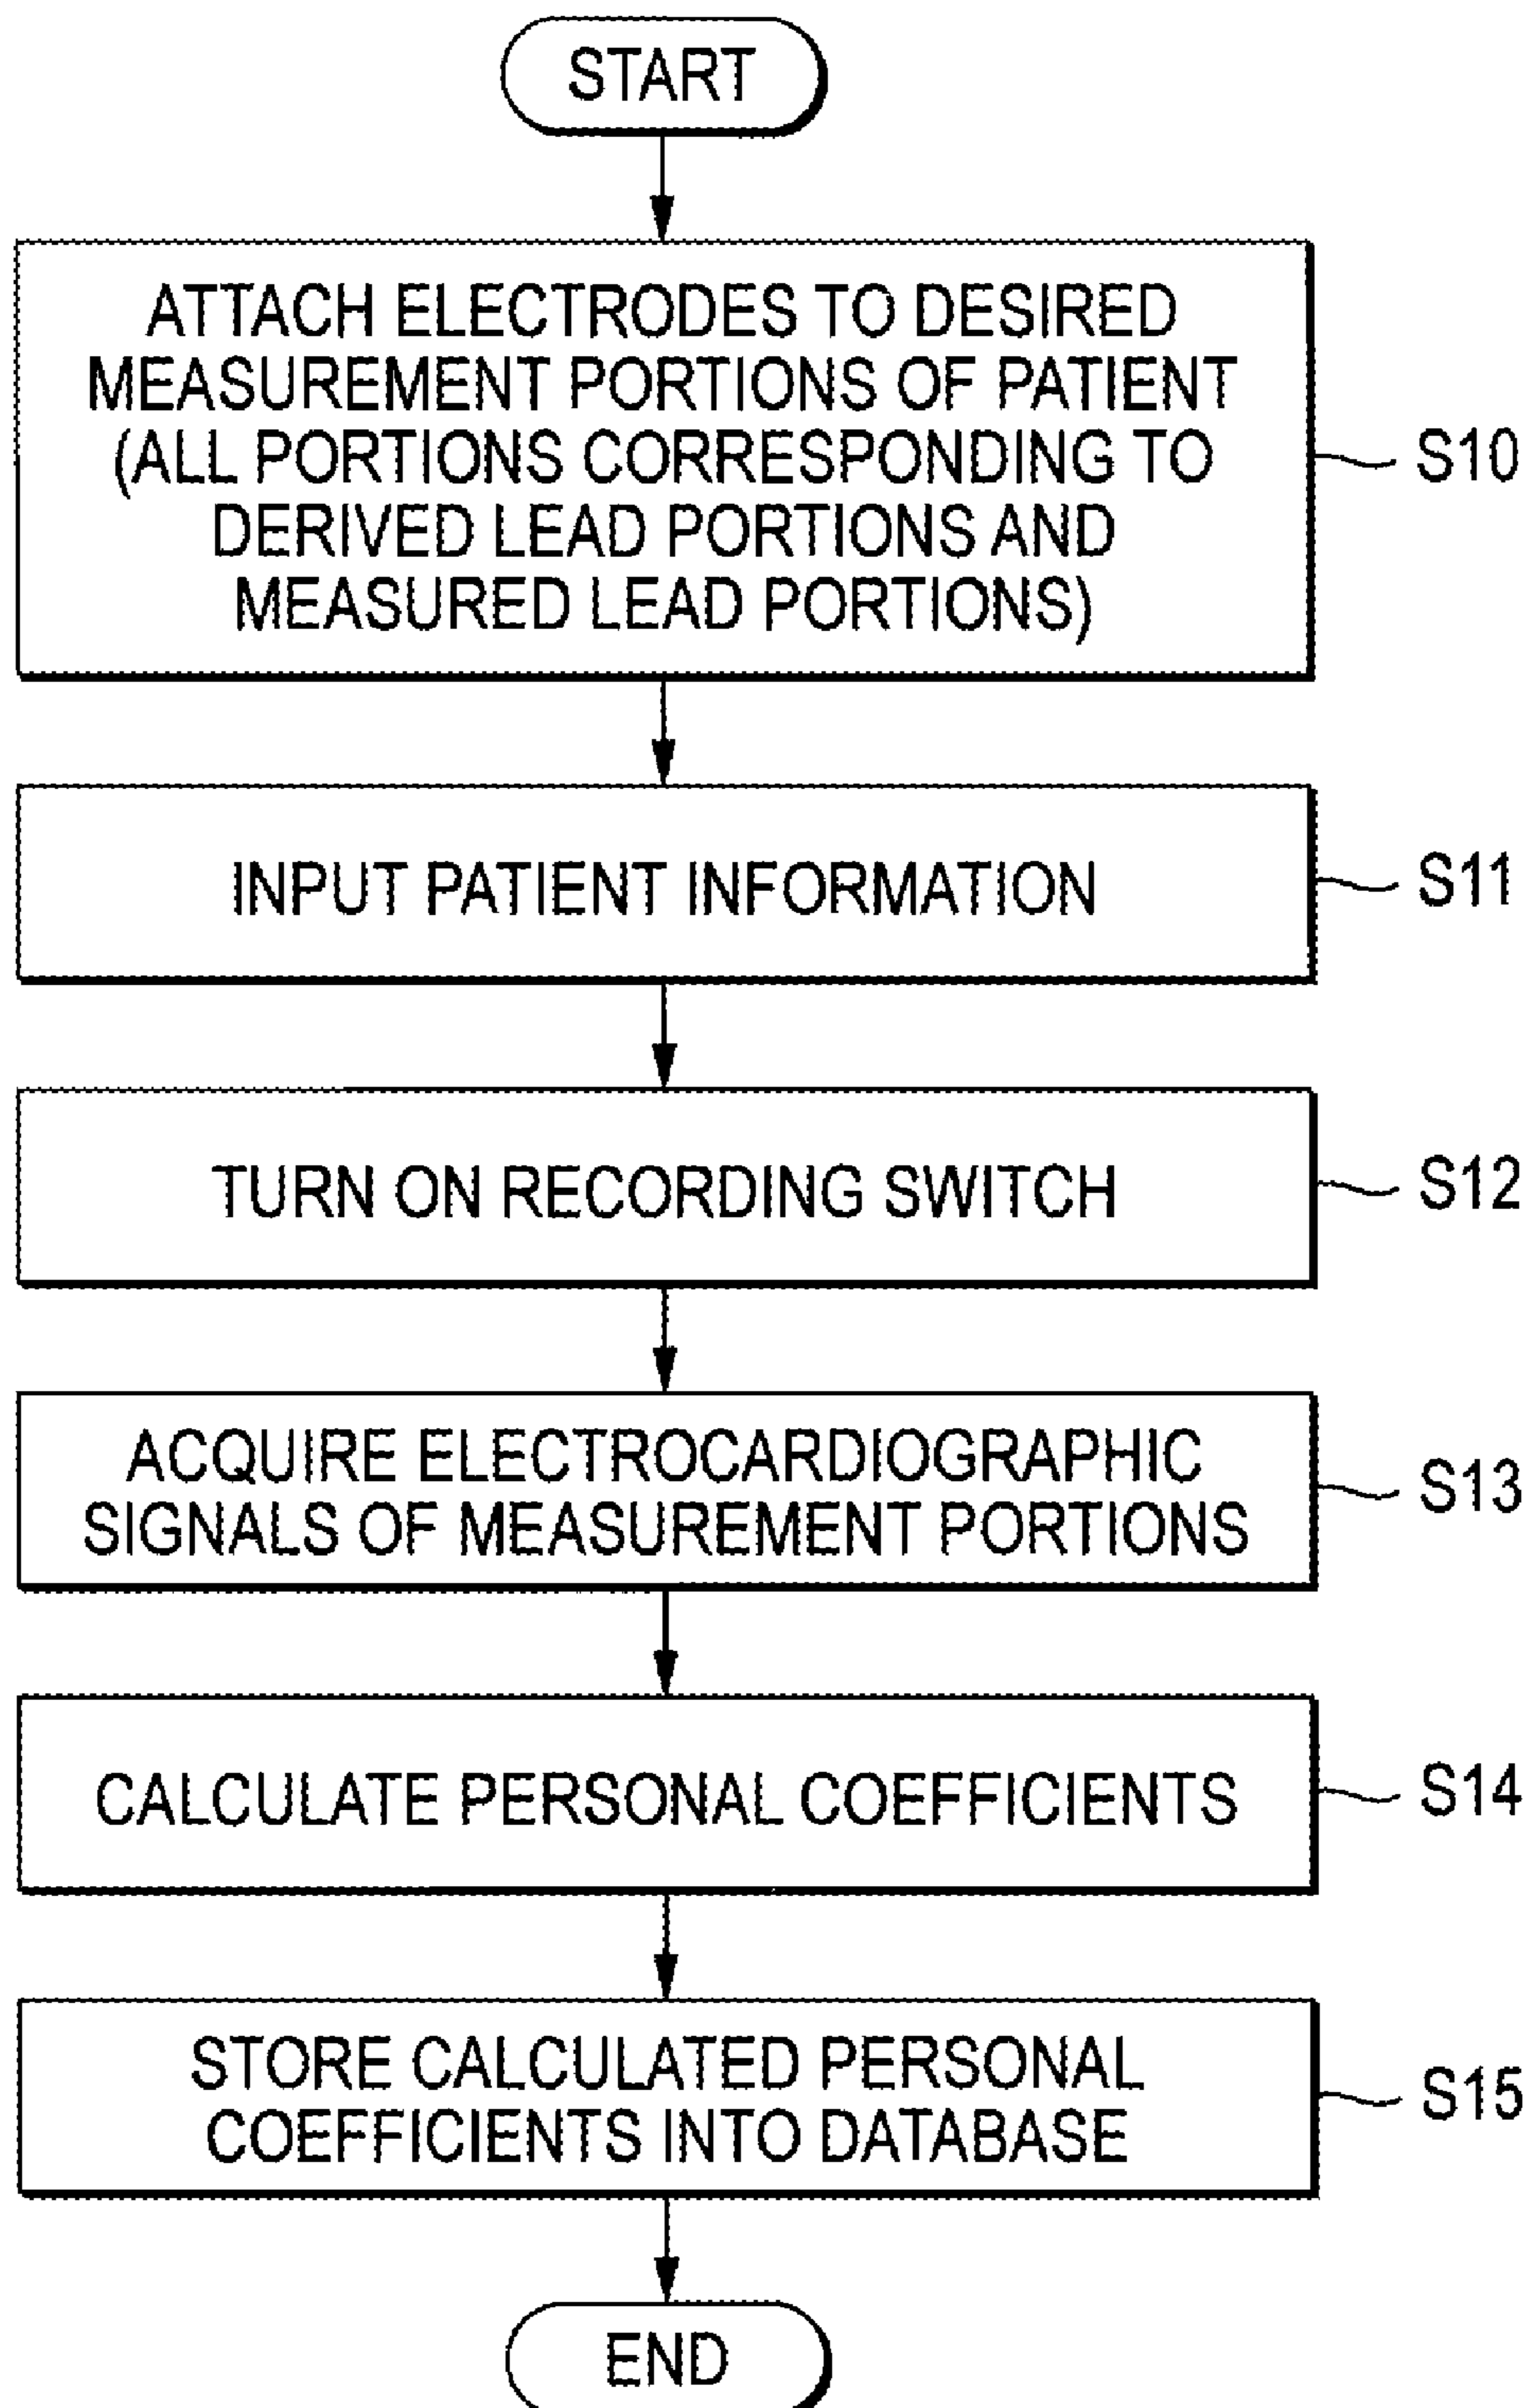 START
ATTACH ELECTRODES TO DESIRED
MEASUREMENT PORTIONS OF PATIENT
(ALL PORTIONS CORRESPONDING TO
DERIVED LEAD PORTIONS AND
MEASURED LEAD PORTIONS)
S10
INPUT PATIENT INFORMATION
S11
TURN ON RECORDING SWITCH
S12
ACQUIRE ELECTROCARDIOGRAPHIC
SIGNALS OF MEASUREMENT PORTIONS
S13
CALCULATE PERSONAL COEFFICIENTS
S14
STORE CALCULATED PERSONAL
COEFFICIENTS INTO DATABASE
S15
END